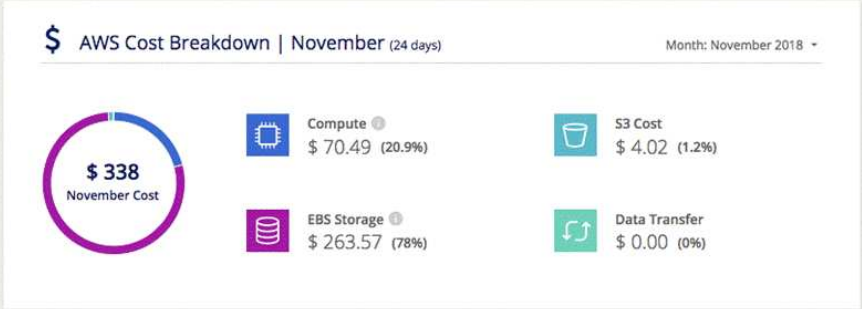 $ AWS Cost Breakdown | November (24 days)
Month: November 2018
$ 338
November Cost
Compute
$ 70.49 (20.9%)
S3 Cost
$ 4.02 (1.2%)
EBS Storage
$ 263.57 (78%)
Data Transfer
$ 0.00 (0%)